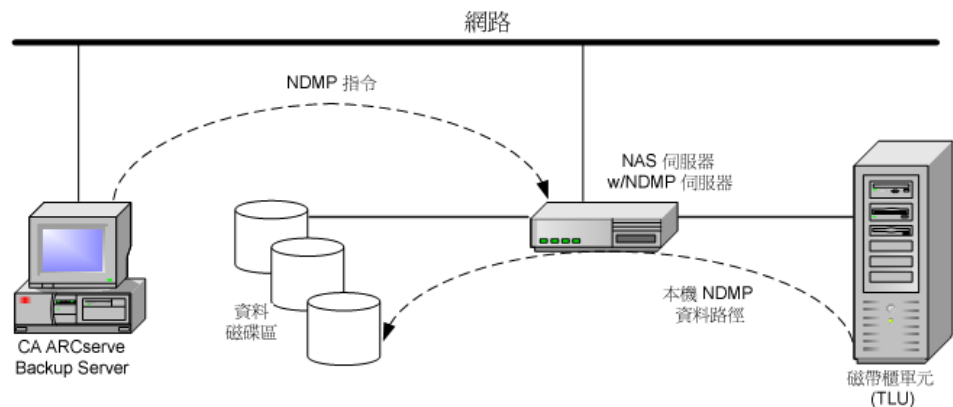 網路
NDMP 指令
NAS 伺服器
w/NDMP 伺服器
資料
磁碟區
本機 NDMP
資料路徑
CA ARCserve
Backup Server
磁帶櫃單元
(TLU)